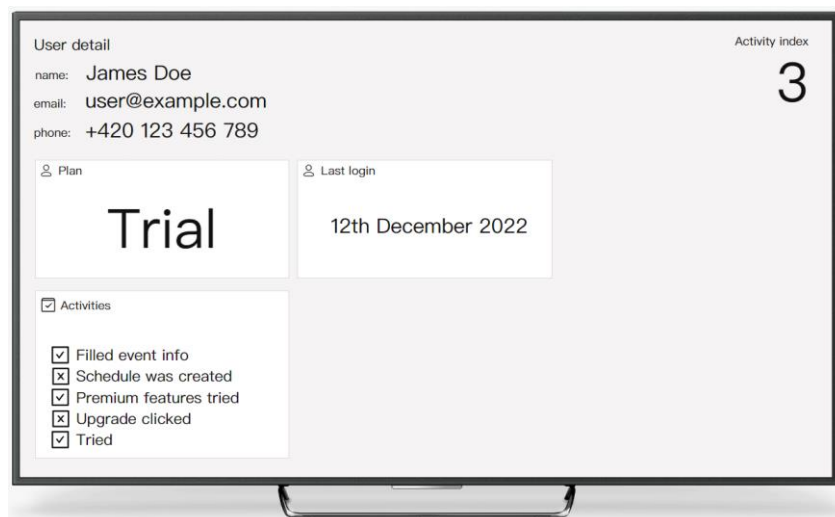 User detail
Activity index
name: James Doe
3
email: user@example.com
phone: +420 123 456 789
Plan
Last login
Trial
12th December 2022
Activities
Filled event info
Schedule was created
Premium features tried
Upgrade clicked
Tried